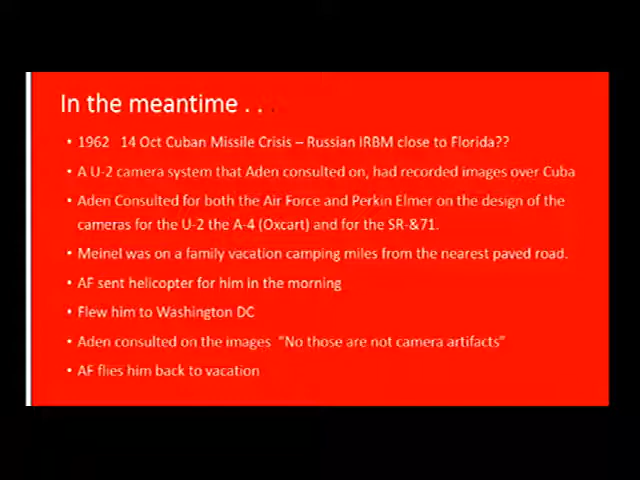 In the meantime . . .
• 1962 14 Oct Cuban Missile Crisis – Russian IRBM close to Florida??
• A U-2 camera system that Aden consulted on, had recorded images over Cuba
• Aden Consulted for both the Air Force and Perkin Elmer on the design of the
cameras for the U-2 the A-4 (Oxcart) and for the SR-&71.
• Meinel was on a family vacation camping miles from the nearest paved road.
• AF sent helicopter for him in the morning
• Flew him to Washington DC
• Aden consulted on the images "No those are not camera artifacts"
• AF flies him back to vacation